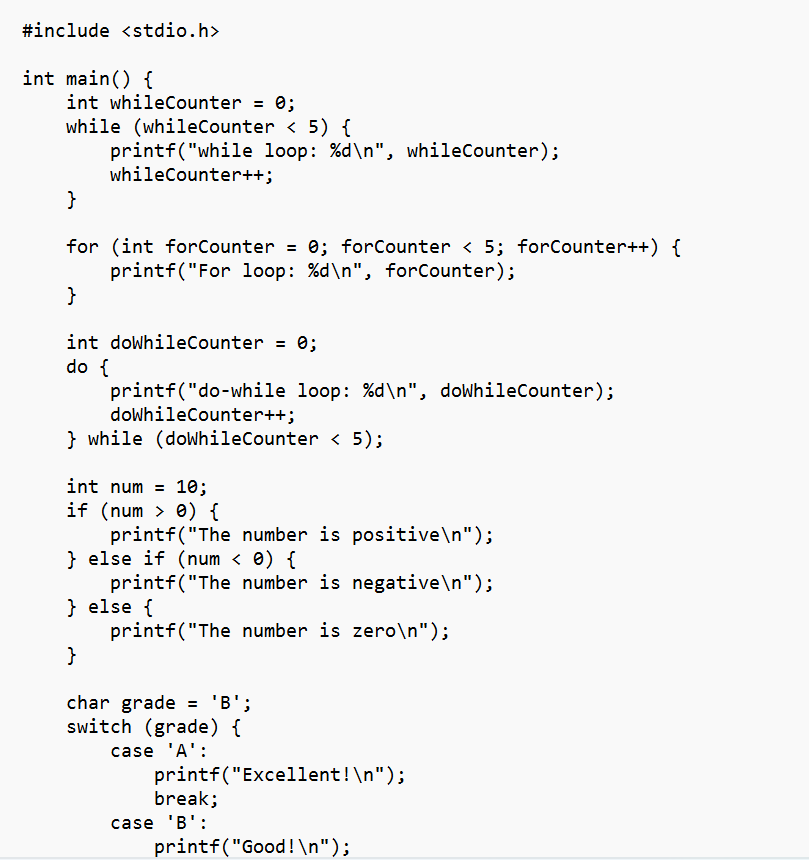 #include <stdio.h>

int main() {
    int whileCounter = 0;
    while (whileCounter < 5) {
        printf("while loop: %d\n", whileCounter);
        whileCounter++;
    }

    for (int forCounter = 0; forCounter < 5; forCounter++) {
        printf("For loop: %d\n", forCounter);
    }

    int doWhileCounter = 0;
    do {
        printf("do-while loop: %d\n", doWhileCounter);
        doWhileCounter++;
    } while (doWhileCounter < 5);

    int num = 10;
    if (num > 0) {
        printf("The number is positive\n");
    } else if (num < 0) {
        printf("The number is negative\n");
    } else {
        printf("The number is zero\n");
    }

    char grade = 'B';
    switch (grade) {
        case 'A':
            printf("Excellent!\n");
            break;
        case 'B':
            printf("Good!\n");